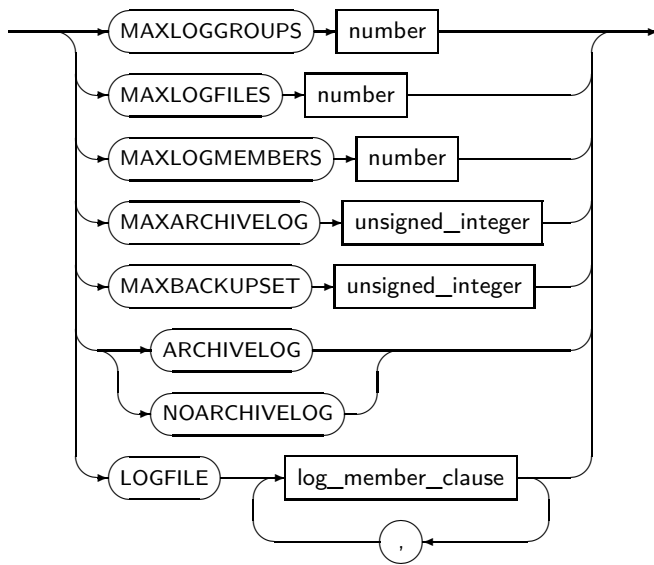 MAXLOGGROUPS number
MAXLOGFILES number
MAXLOGMEMBERS number
MAXARCHIVELOG unsigned_integer
MAXBACKUPSET unsigned_integer
ARCHIVELOG
NOARCHIVELOG
LOGFILE log_member_clause
,